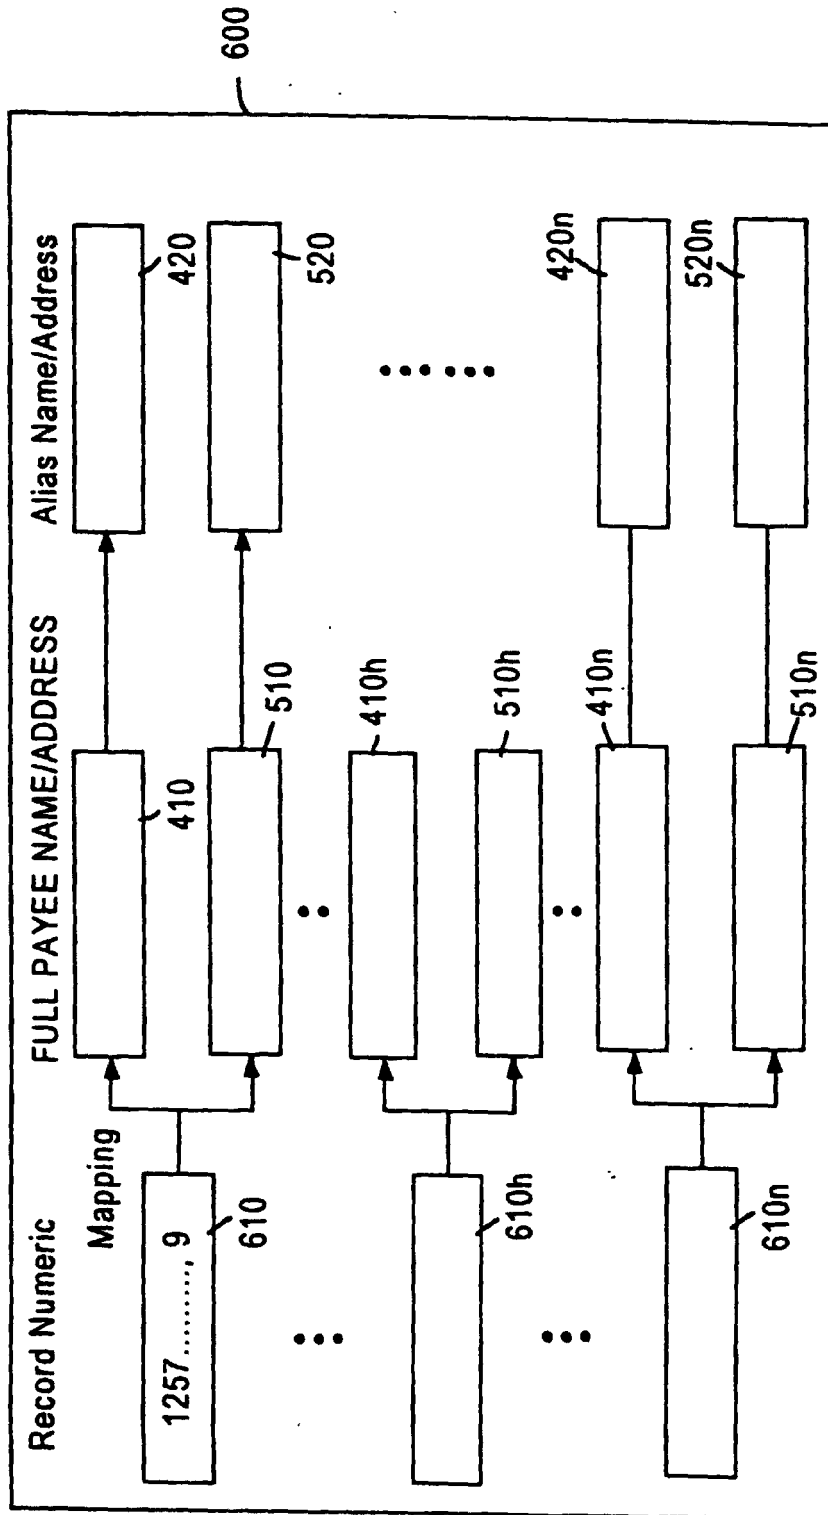 600
Record Numeric
Mapping
FULL PAYEE NAME/ADDRESS
Alias Name/Address
1257.........., 9
610
410
420
510
520
410h
610h
510h
410n
420n
610n
510n
520n